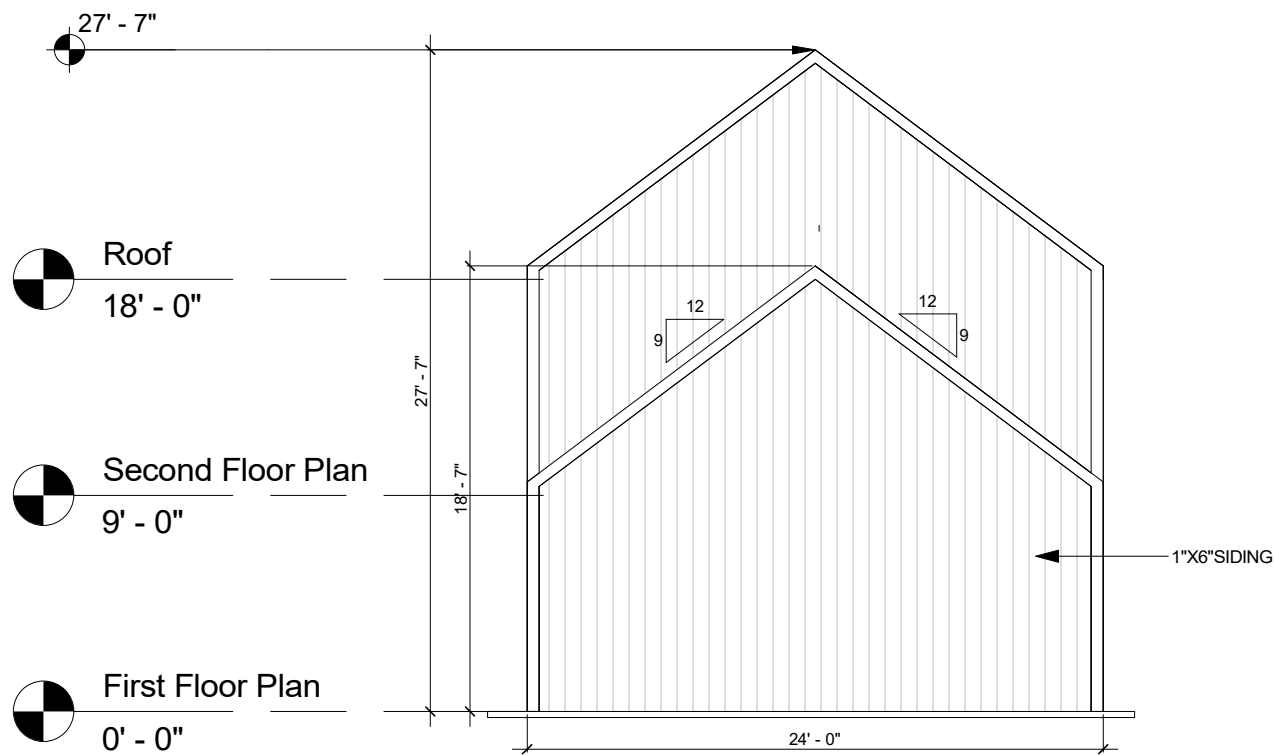 27' - 7"
Roof
18' - 0"
12
9
12
9
27' - 7"
18' - 7"
Second Floor Plan
9' - 0"
1"X6"SIDING
First Floor Plan
0' - 0"
24' - 0"